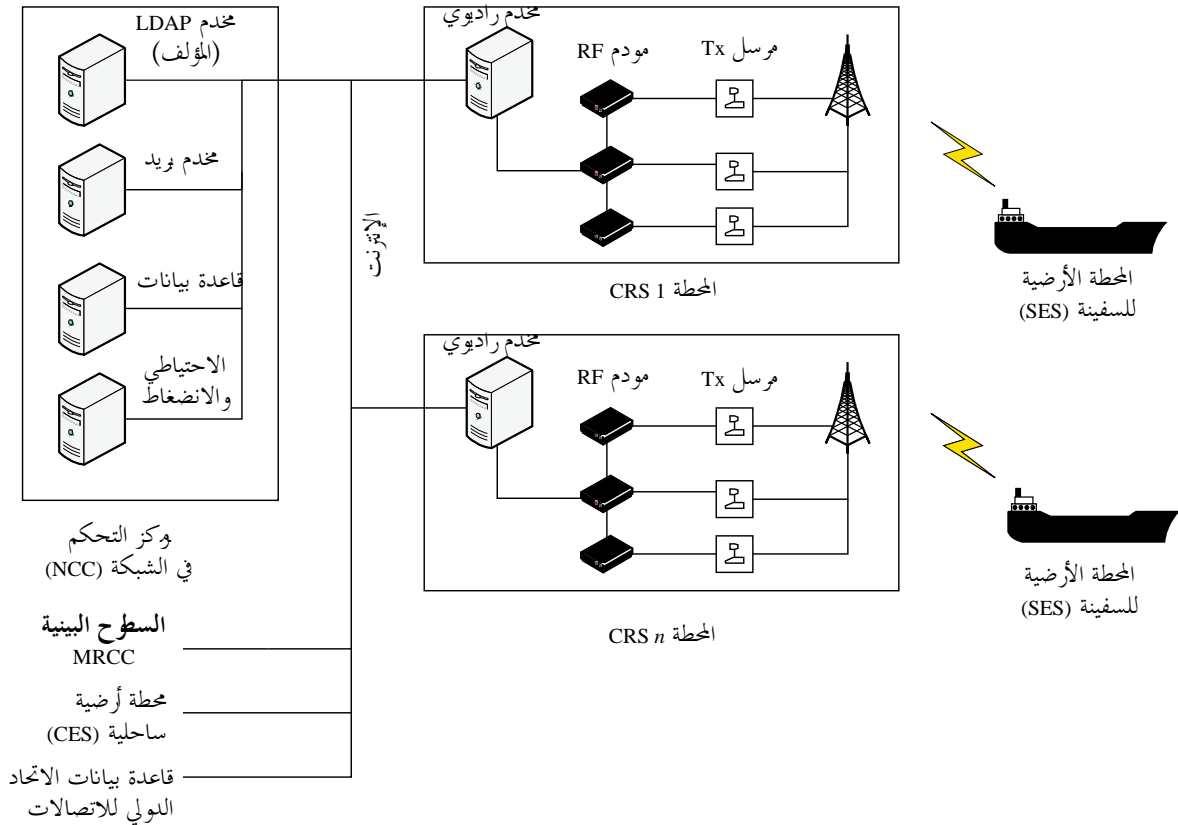 مخدم LDAP
(المؤلف)
مخدم بريد
قاعدة بيانات
الاحتياطي
والانضغاط
مركز التحكم
في الشبكة (NCC)
السطوح البينية
MRCC
محطة أرضية
ساحلية (CES)
قاعدة بيانات الاتحاد
الدولي للاتصالات
الإنترنت
مخدم راديوي
مودم RF
مرسل Tx
المحطة CRS 1
مخدم راديوي
مودم RF
مرسل Tx
المحطة CRS n
المحطة الأرضية
للسفينة (SES)
المحطة الأرضية
للسفينة (SES)